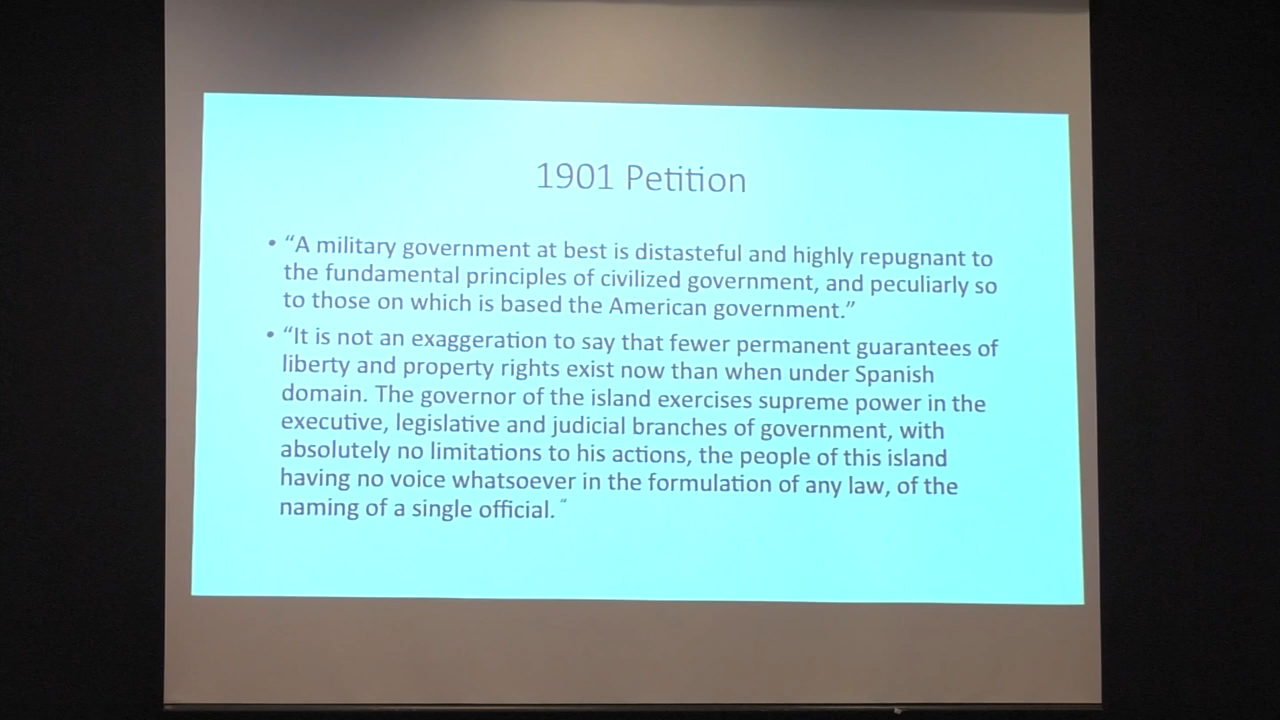 1901 Petition
• “A military government at best is distasteful and highly repugnant to
the fundamental principles of civilized government, and peculiarly so
to those on which is based the American government.”
• “It is not an exaggeration to say that fewer permanent guarantees of
liberty and property rights exist now than when under Spanish
domain. The governor of the island exercises supreme power in the
executive, legislative and judicial branches of government, with
absolutely no limitations to his actions, the people of this island
having no voice whatsoever in the formulation of any law, of the
naming of a single official.“